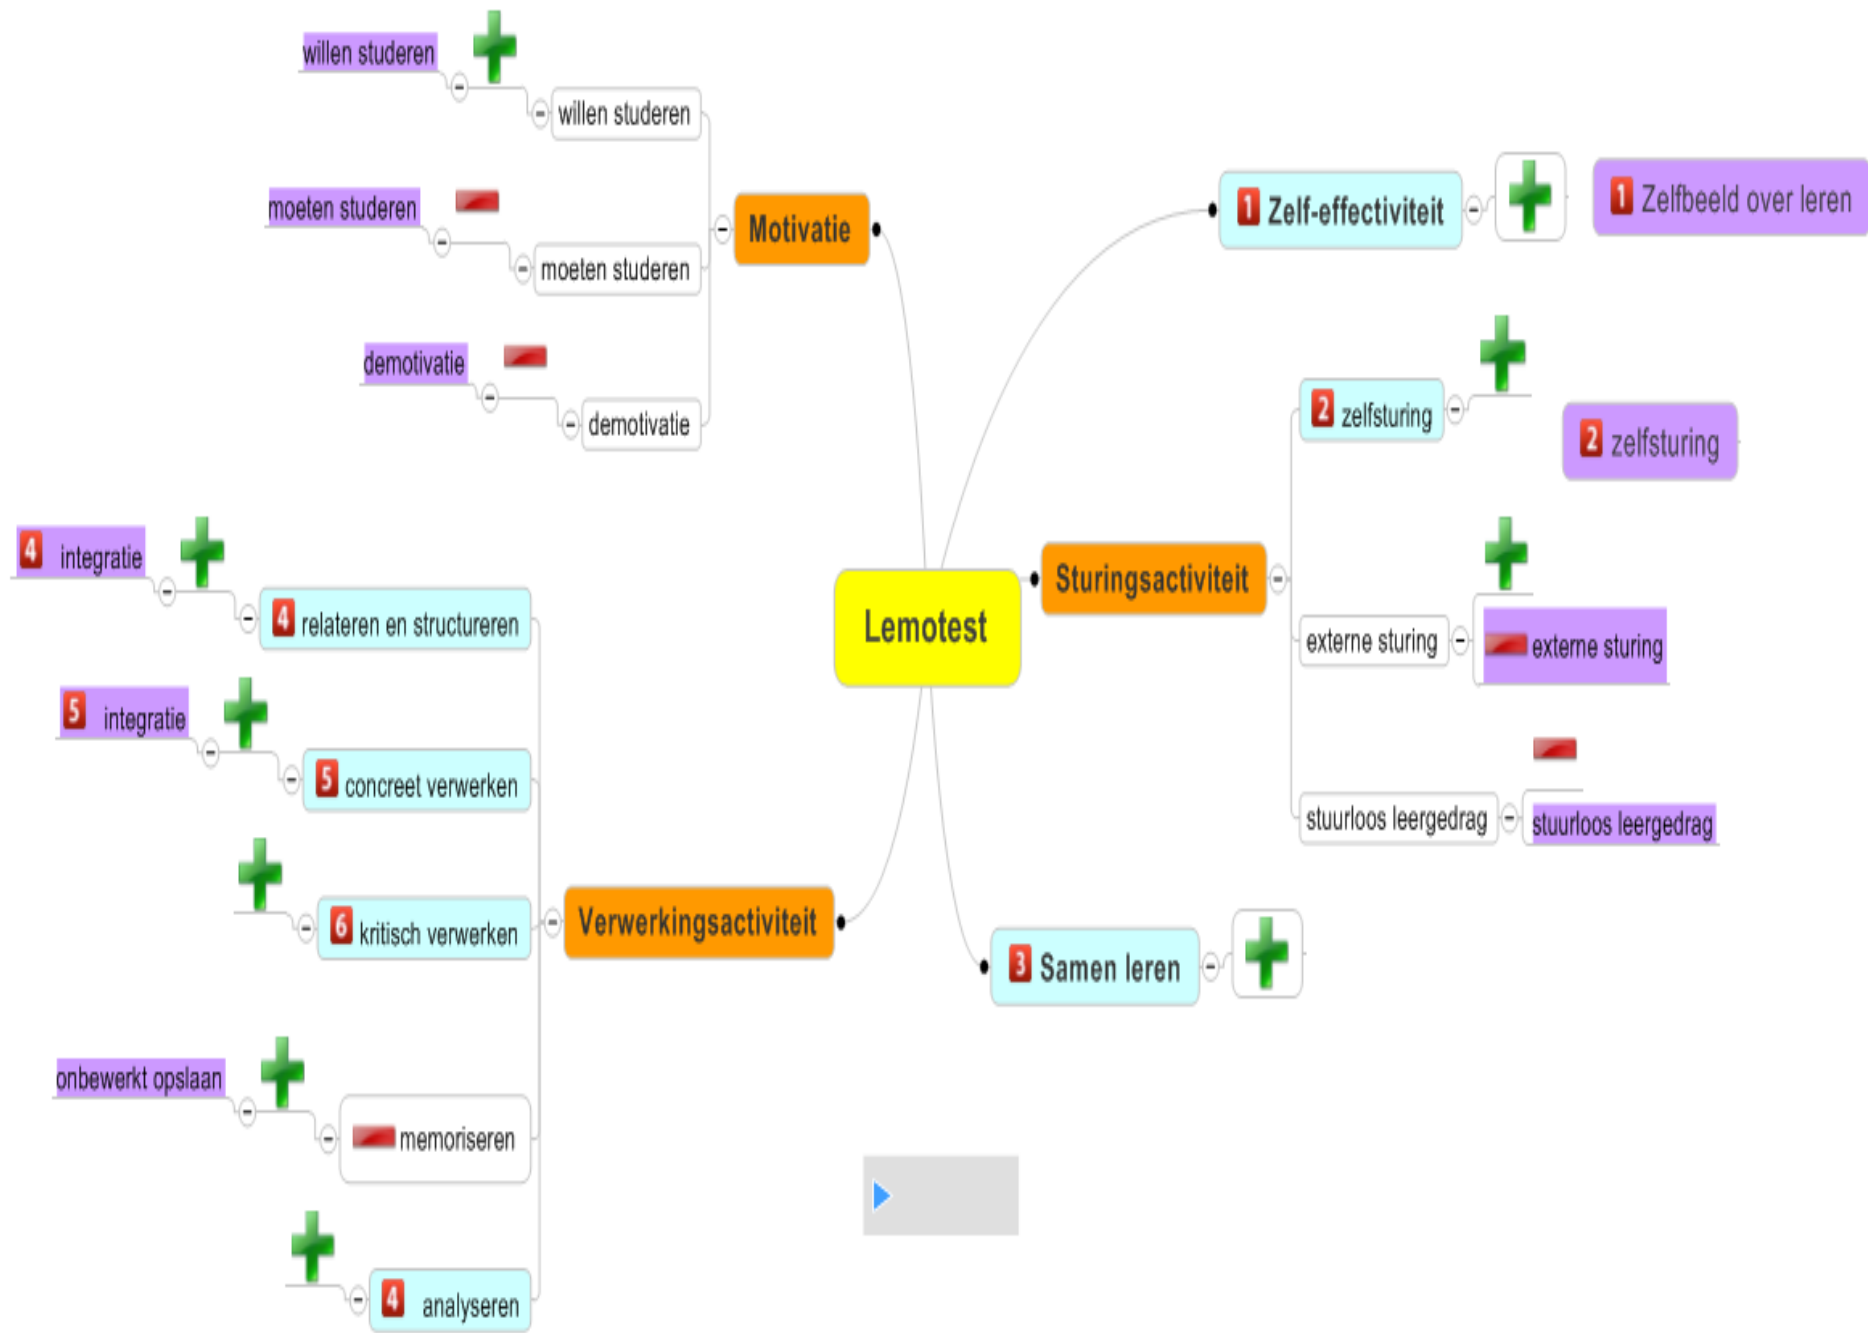 willen studeren
willen studeren
moeten studeren
moeten studeren
demotivatie
demotivatie
Motivatie
1 Zelf-effectiviteit
1 Zelfbeeld over leren
2 zelfsturing
2 zelfsturing
Sturingsactiviteit
externe sturing
externe sturing
stuurloos leergedrag
stuurloos leergedrag
Lemotest
4 integratie
4 relateren en structureren
5 integratie
5 concreet verwerken
6 kritisch verwerken
Verwerkingsactiviteit
3 Samen leren
onbewerkt opslaan
memoriseren
4 analyseren